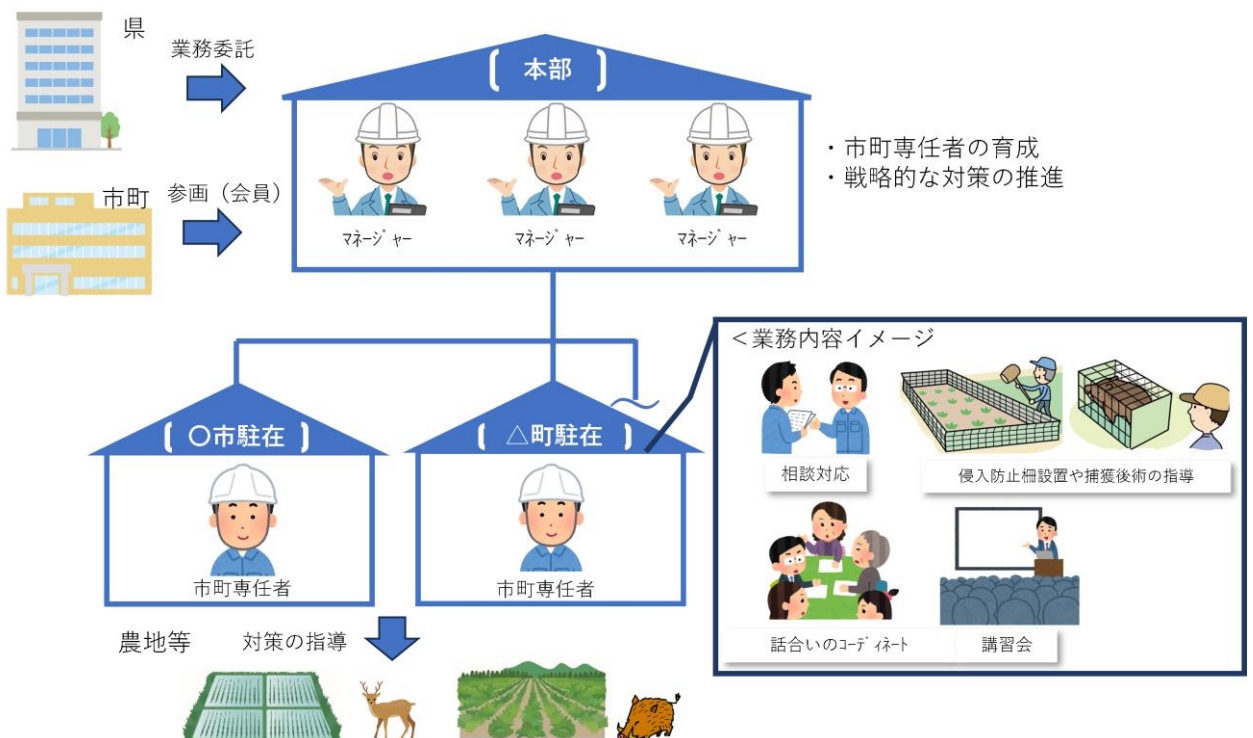 県
業務委託
〔 本部 〕
市町
参画（会員）
マネージャー
マネージャー
マネージャー
・市町専任者の育成
・戦略的な対策の推進
〔 〇市駐在 〕
市町専任者
〔 △町駐在 〕
市町専任者
＜業務内容イメージ
相談対応
侵入防止柵設置や捕獲後術の指導
話合いのコーディネート
講習会
農地等
対策の指導